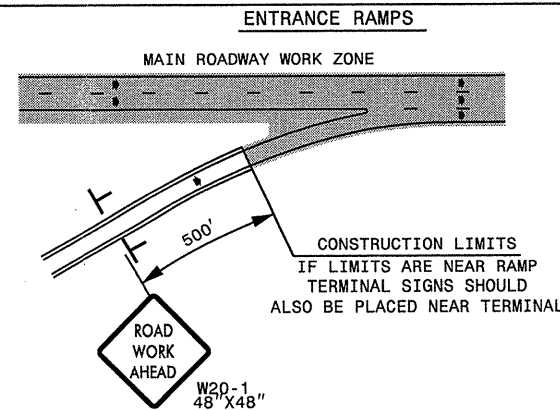 ENTRANCE RAMPS
MAIN ROADWAY WORK ZONE
500'
CONSTRUCTION LIMITS
IF LIMITS ARE NEAR RAMP
TERMINAL SIGNS SHOULD
ALSO BE PLACED NEAR TERMINAL
ROAD
WORK
AHEAD
W20-1
48"X48"